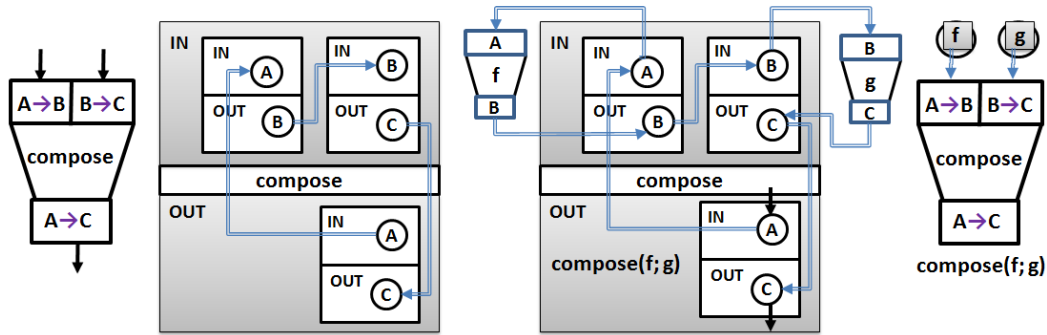 A→B B→C
compose
A→C
IN
IN
A
OUT
B
IN
B
OUT
C
compose
OUT
IN
A
OUT
C
A
f
B
IN
IN
A
OUT
B
IN
B
OUT
C
compose
OUT
compose(f; g)
IN
A
OUT
C
B
g
C
f g
A→B B→C
compose
A→C
compose(f; g)